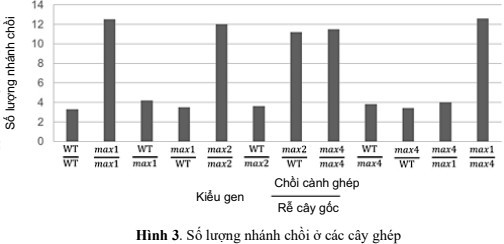 Số lượng nhánh chồi
14
12
10
8
6
4
2
0
WT max1 WT max1 max2 WT max2 max4 WT max4 max4 max1
WT max1 max1 WT max2 max2 WT max4 max4 WT max1 max4
Kiểu gen
Chồi cành ghép
Rễ cây gốc
Hình 3. Số lượng nhánh chồi ở các cây ghép